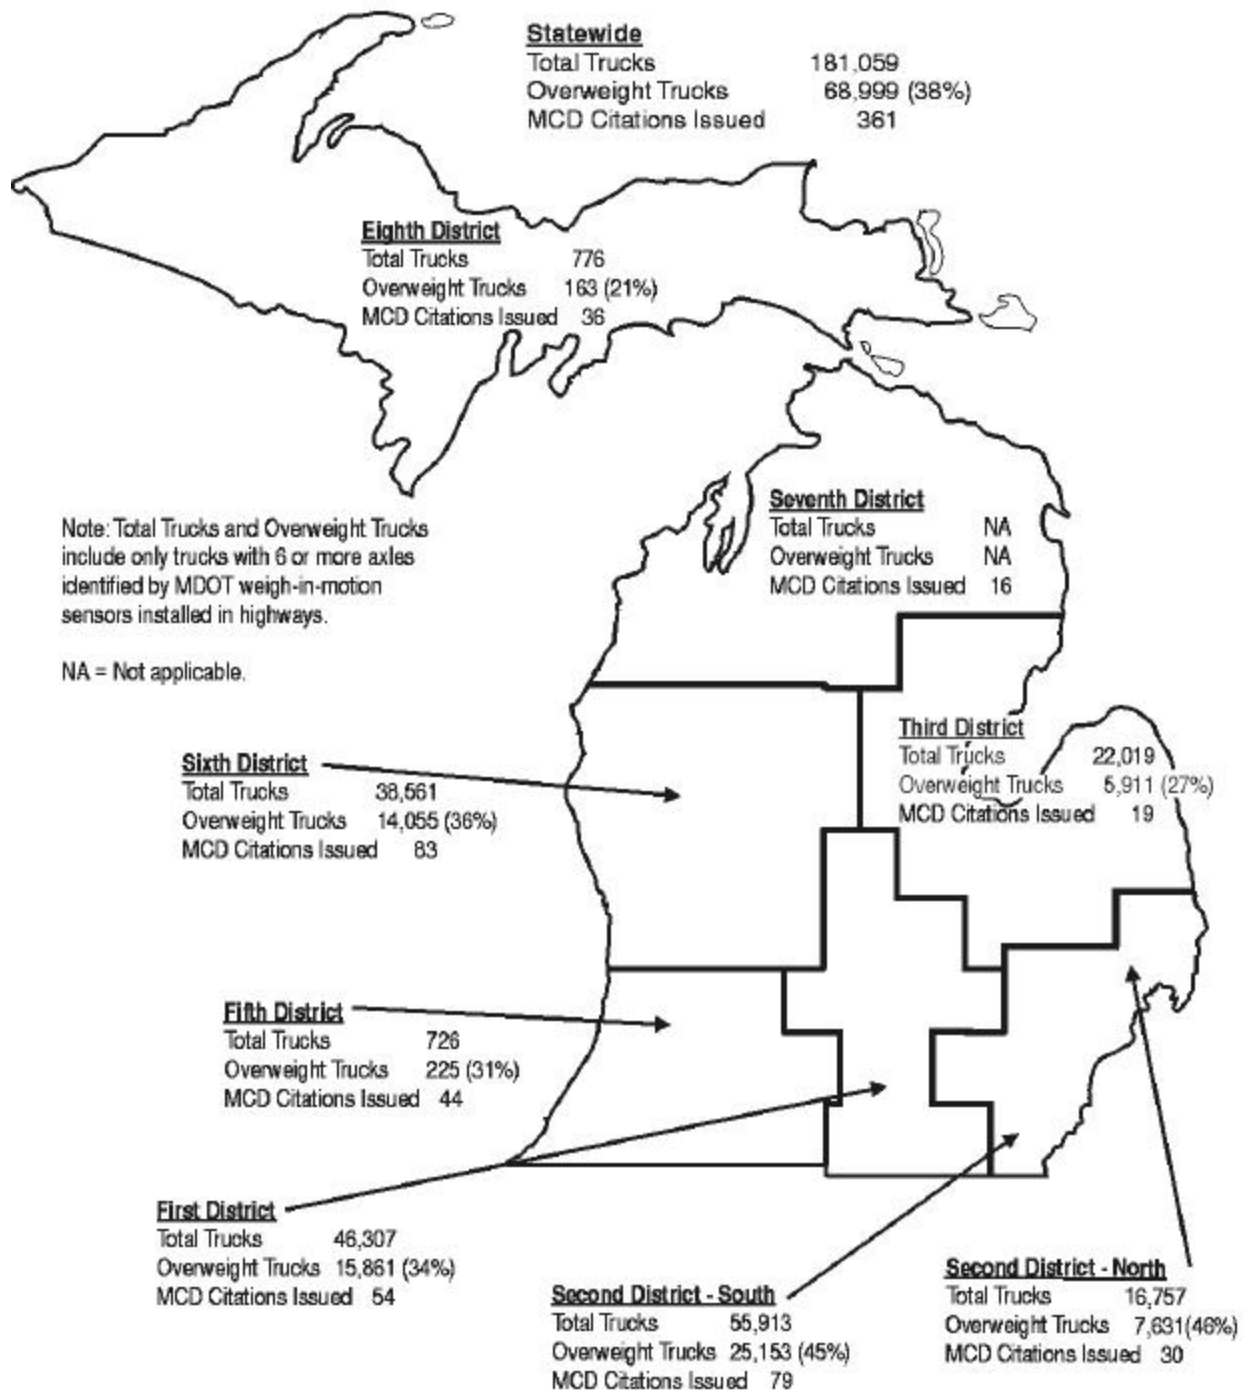 Statewide
Total Trucks 181,059
Overweight Trucks 68,999 (38%)
MCD Citations Issued 361
Eighth District
Total Trucks 776
Overweight Trucks 163 (21%)
MCD Citations Issued 36
Seventh District
Total Trucks NA
Overweight Trucks NA
MCD Citations Issued 16
Note: Total Trucks and Overweight Trucks
include only trucks with 6 or more axles
identified by MDOT weigh-in-motion
sensors installed in highways.
NA = Not applicable.
Third District
Total Trucks 22,019
Overweight Trucks 5,911 (27%)
MCD Citations Issued 19
Sixth District
Total Trucks 38,561
Overweight Trucks 14,055 (36%)
MCD Citations Issued 83
Fifth District
Total Trucks 726
Overweight Trucks 225 (31%)
MCD Citations Issued 44
First District
Total Trucks 46,307
Overweight Trucks 15,861 (34%)
MCD Citations Issued 54
Second District - South
Total Trucks 55,913
Overweight Trucks 25,153 (45%)
MCD Citations Issued 79
Second District - North
Total Trucks 16,757
Overweight Trucks 7,631(46%)
MCD Citations Issued 30